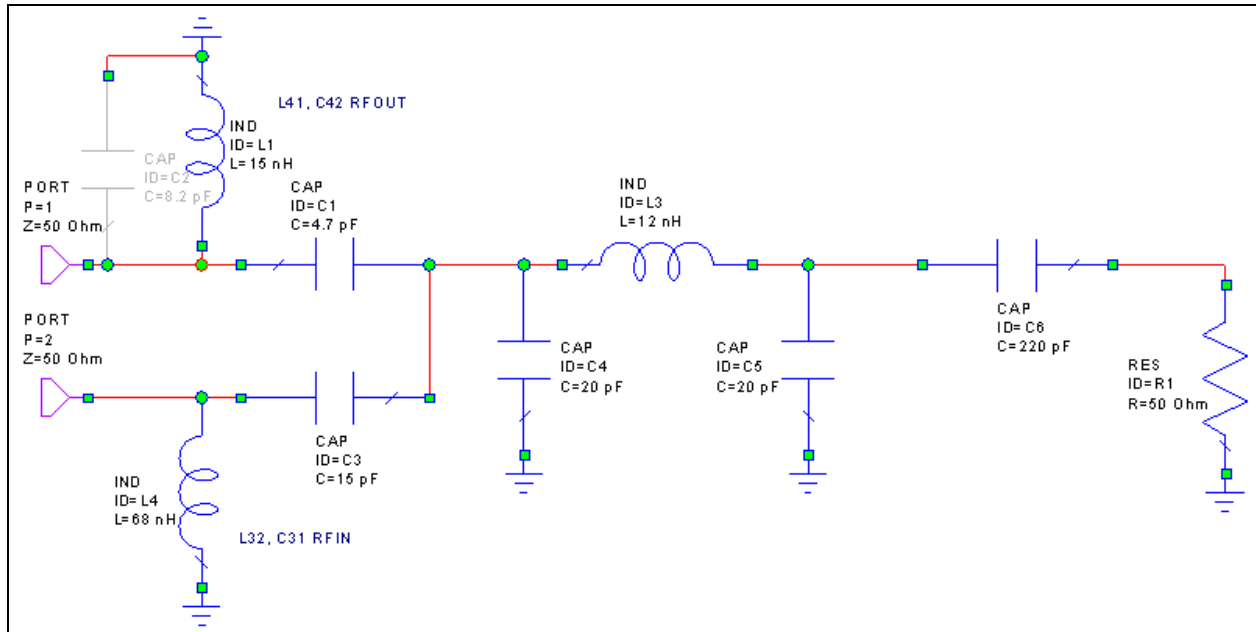 L41, C42 RFOUT
IND
ID=L1
L=15 nH
CAP
ID=C2
C=8.2 pF
PORT
P=1
Z=50 Ohm
CAP
ID=C1
C=4.7 pF
IND
ID=L3
L=12 nH
PORT
P=2
Z=50 Ohm
CAP
ID=C4
C=20 pF
CAP
ID=C5
C=20 pF
CAP
ID=C6
C=220 pF
RES
ID=R1
R=50 Ohm
CAP
ID=C3
C=15 pF
IND
ID=L4
L=68 nH
L32, C31 RFIN